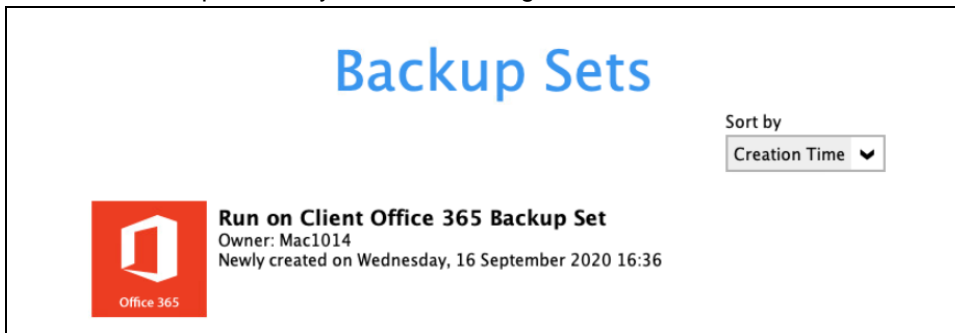 Backup Sets
Sort by
Creation Time
Run on Client Office 365 Backup Set
Owner: Mac1014
Newly created on Wednesday, 16 September 2020 16:36
Office 365